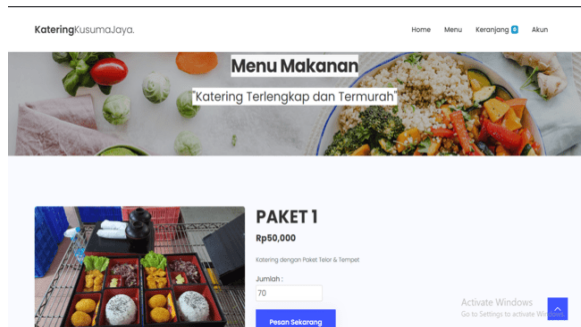 KateringKusumaJaya.
Home Menu Keranjang 0 Akun
Menu Makanan
"Katering Terlengkap dan Termurah"
PAKET 1
Rp50,000
Katering dengan Paket Telor & Tempet
Jumlah :
70
Pesan Sekarang
Activate Windows
Go to Settings to activate Win